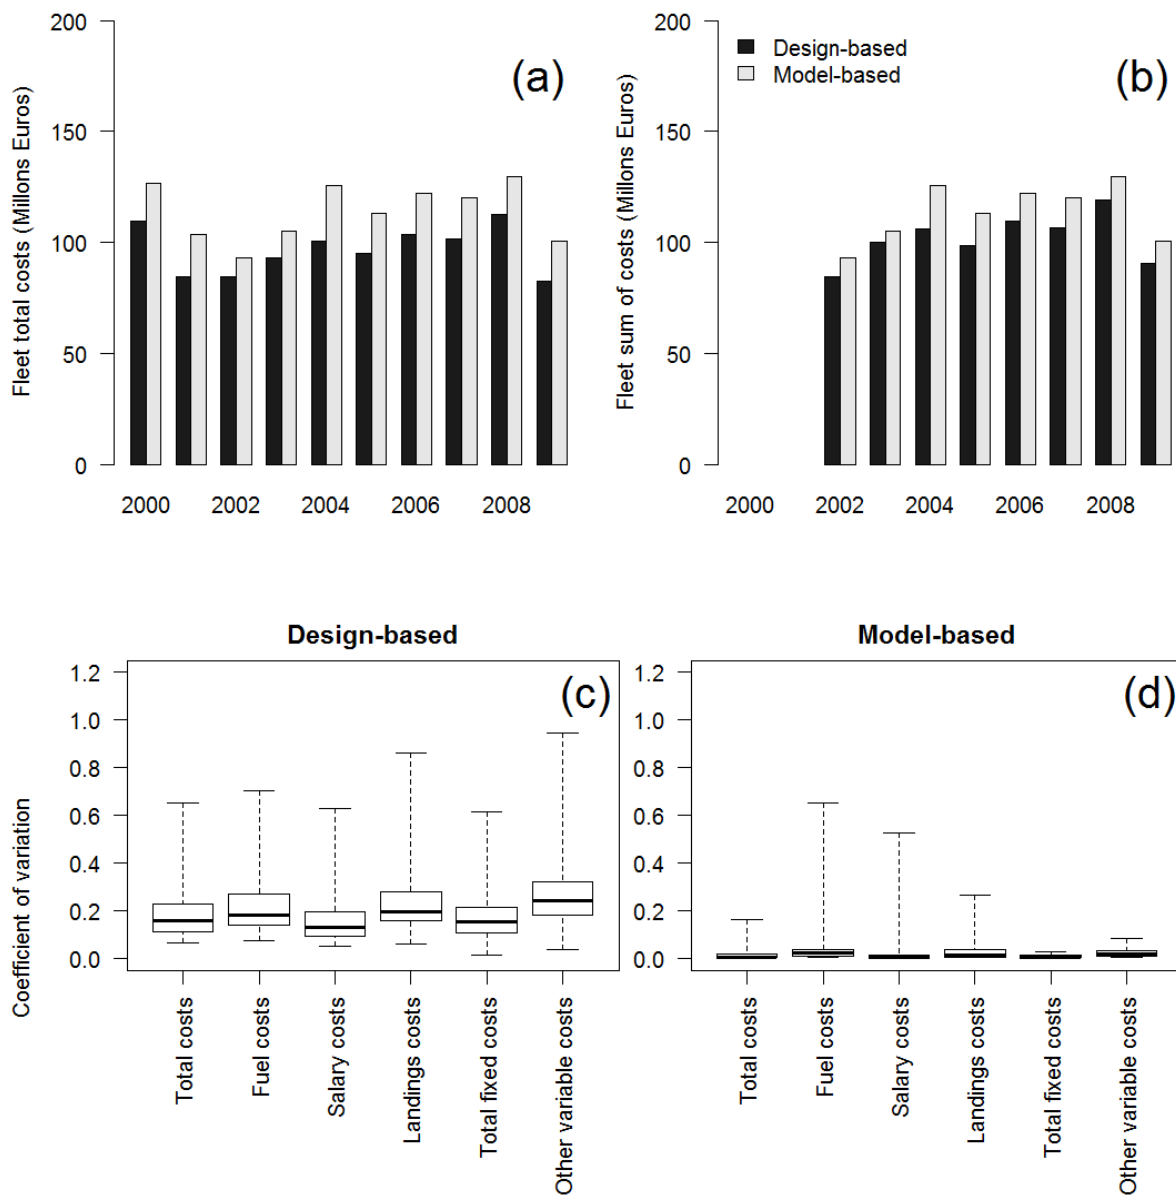 200
150
100
50
0
Fleet total costs (Millons Euros)
(a)
2000 2002 2004 2006 2008
200
150
100
50
0
Fleet sum of costs (Millons Euros)
Design-based
Model-based
(b)
2000 2002 2004 2006 2008
Design-based
(c)
1.2
1.0
0.8
0.6
0.4
0.2
0.0
Coefficient of variation
Total costs
Fuel costs
Salary costs
Landings costs
Total fixed costs
Other variable costs
Model-based
(d)
1.2
1.0
0.8
0.6
0.4
0.2
0.0
Total costs
Fuel costs
Salary costs
Landings costs
Total fixed costs
Other variable costs